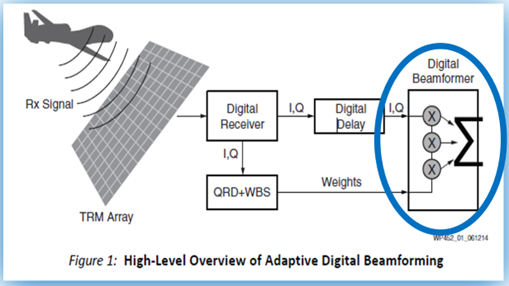 Digital
Beamformer
Rx Signal
Digital
Receiver
I,Q
Digital
Delay
I,Q
X
X
X
Σ
I,Q
QRD+WBS
Weights
TRM Array
WP452_01_061214
Figure 1: High-Level Overview of Adaptive Digital Beamforming